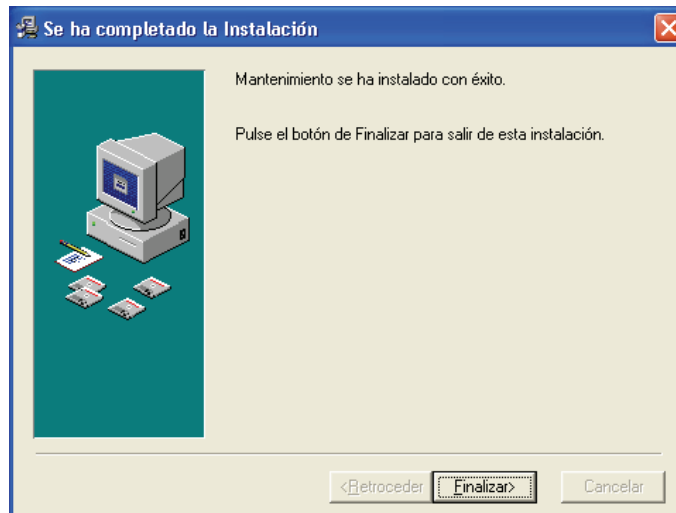 Se ha completado la Instalación
Mantenimiento se ha instalado con éxito.
Pulse el botón de Finalizar para salir de esta instalación.
<Retroceder Finalizar> Cancelar